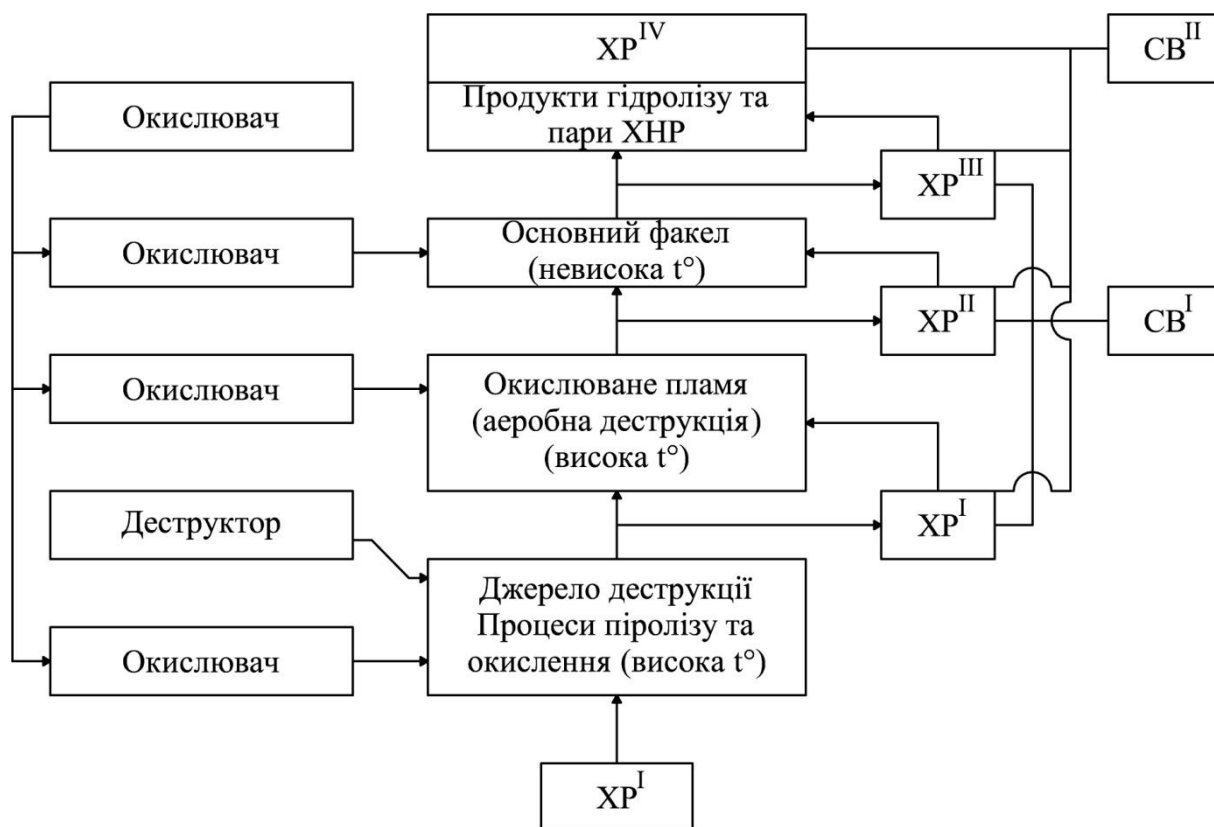 ХР^IV
СВ^II
Окислювач
Продукти гідролізу та
пари ХНР
ХР^III
Окислювач
Основний факел
(невисока t°)
ХР^II
СВ^I
Окислювач
Окислюване пламя
(аеробна деструкція)
(висока t°)
Деструктор
ХР^I
Джерело деструкції
Процеси піролізу та
окислення (висока t°)
Окислювач
ХР^I